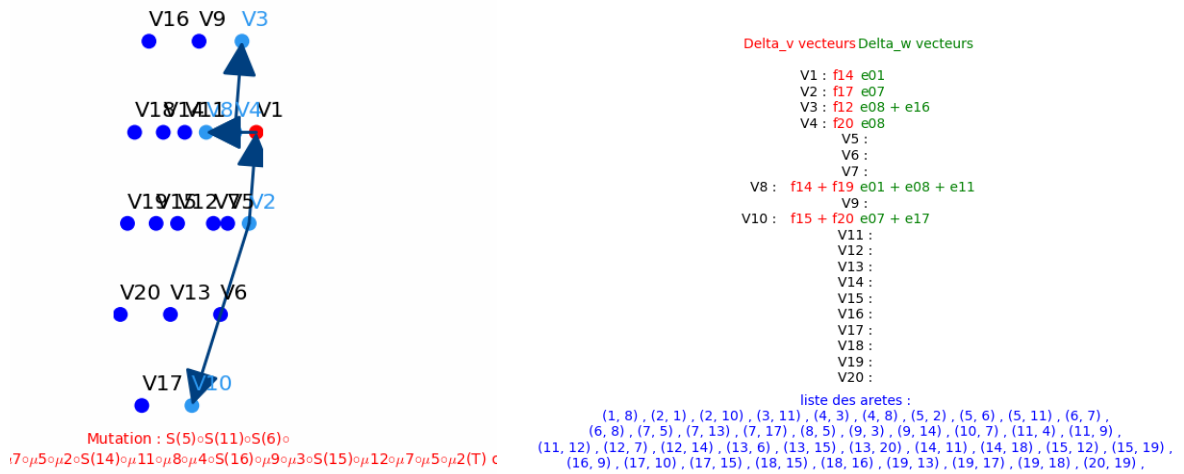 V16 V9 V3
V18 V14 V11 V8 V4 V1
V19 V15 V12 V7 V5 V2
V20 V13 V6
V17 V10
Mutation : S(5)∘S(11)∘S(6)∘
7∘μ5∘μ2∘S(14)∘μ11∘μ8∘μ4∘S(16)∘μ9∘μ3∘S(15)∘μ12∘μ7∘μ5∘μ2(T)
Delta_v vecteurs Delta_w vecteurs
V1 : f14 e01
V2 : f17 e07
V3 : f12 e08 + e16
V4 : f20 e08
V5 :
V6 :
V7 :
V8 : f14 + f19 e01 + e08 + e11
V9 :
V10 : f15 + f20 e07 + e17
V11 :
V12 :
V13 :
V14 :
V15 :
V16 :
V17 :
V18 :
V19 :
V20 :
liste des aretes :
(1, 8) , (2, 1) , (2, 10) , (3, 11) , (4, 3) , (4, 8) , (5, 2) , (5, 6) , (5, 11) , (6, 7) ,
(6, 8) , (7, 5) , (7, 13) , (7, 17) , (8, 5) , (9, 3) , (9, 14) , (10, 7) , (11, 4) , (11, 9) ,
(11, 12) , (12, 7) , (12, 14) , (13, 6) , (13, 15) , (13, 20) , (14, 11) , (14, 18) , (15, 12) , (15, 19) ,
(16, 9) , (17, 10) , (17, 15) , (18, 15) , (18, 16) , (19, 13) , (19, 17) , (19, 18) , (20, 19) ,